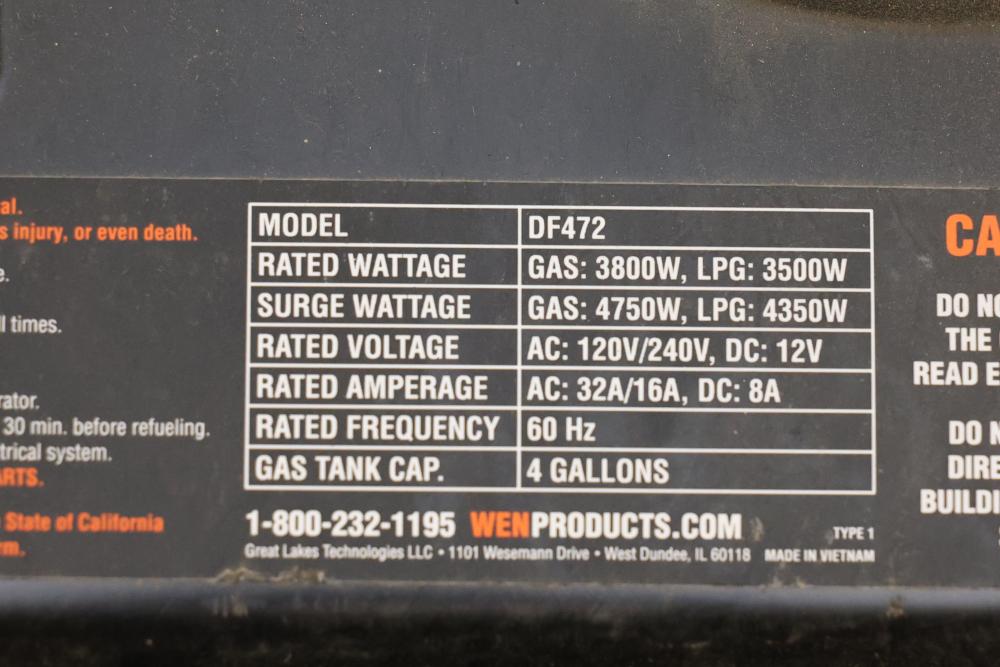 al.
s injury, or even death.
e.
l times.
rator.
30 min. before refueling.
trical system.
ARTS.
State of California
rm.
MODEL DF472
RATED WATTAGE GAS: 3800W, LPG: 3500W
SURGE WATTAGE GAS: 4750W, LPG: 4350W
RATED VOLTAGE AC: 120V/240V, DC: 12V
RATED AMPERAGE AC: 32A/16A, DC: 8A
RATED FREQUENCY 60 Hz
GAS TANK CAP. 4 GALLONS
1-800-232-1195 WENPRODUCTS.COM TYPE 1
Great Lakes Technologies LLC • 1101 Wesemann Drive • West Dundee, IL 60118 MADE IN VIETNAM
CA
DO NO
THE
READ E
DO N
DIRE
BUILDI